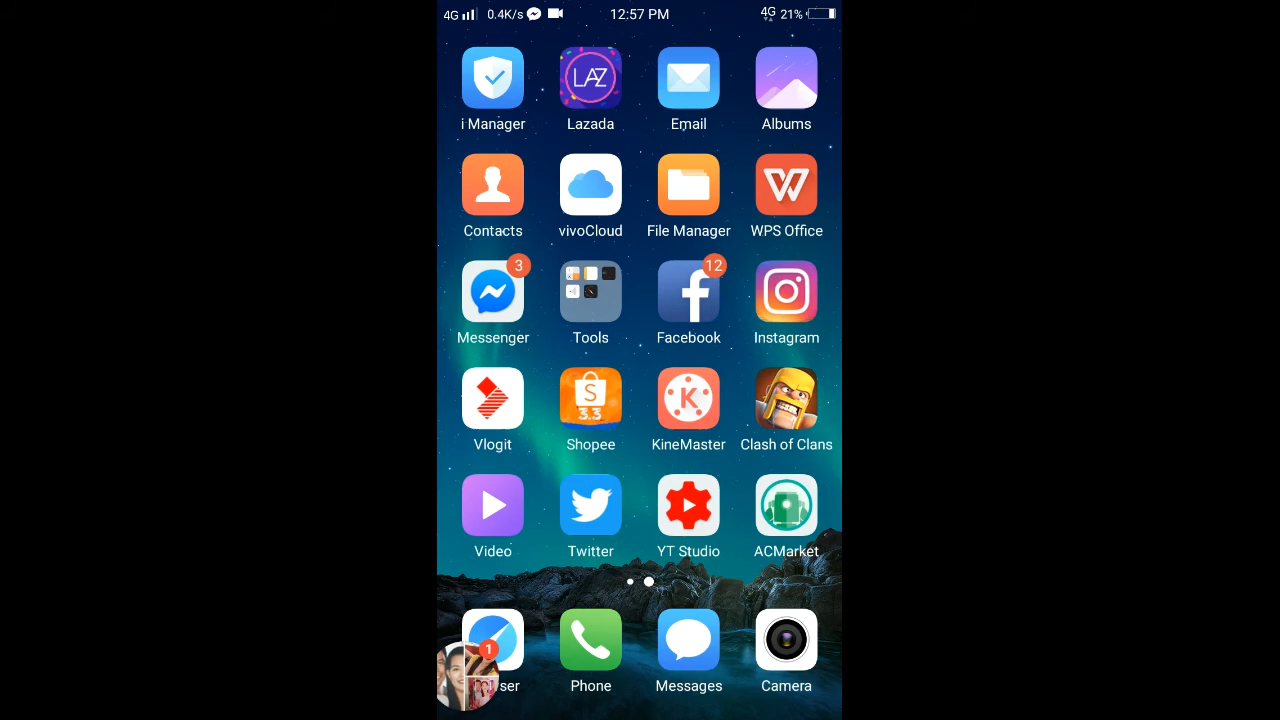 4G 0.4K/s 12:57 PM 4G 21%
LAZ
i Manager Lazada Email Albums
W
Contacts vivoCloud File Manager WPS Office
3 12
f
Messenger Tools Facebook Instagram
S K
3.3
Vlogit Shopee KineMaster Clash of Clans
Video Twitter YT Studio ACMarket
1
ser Phone Messages Camera